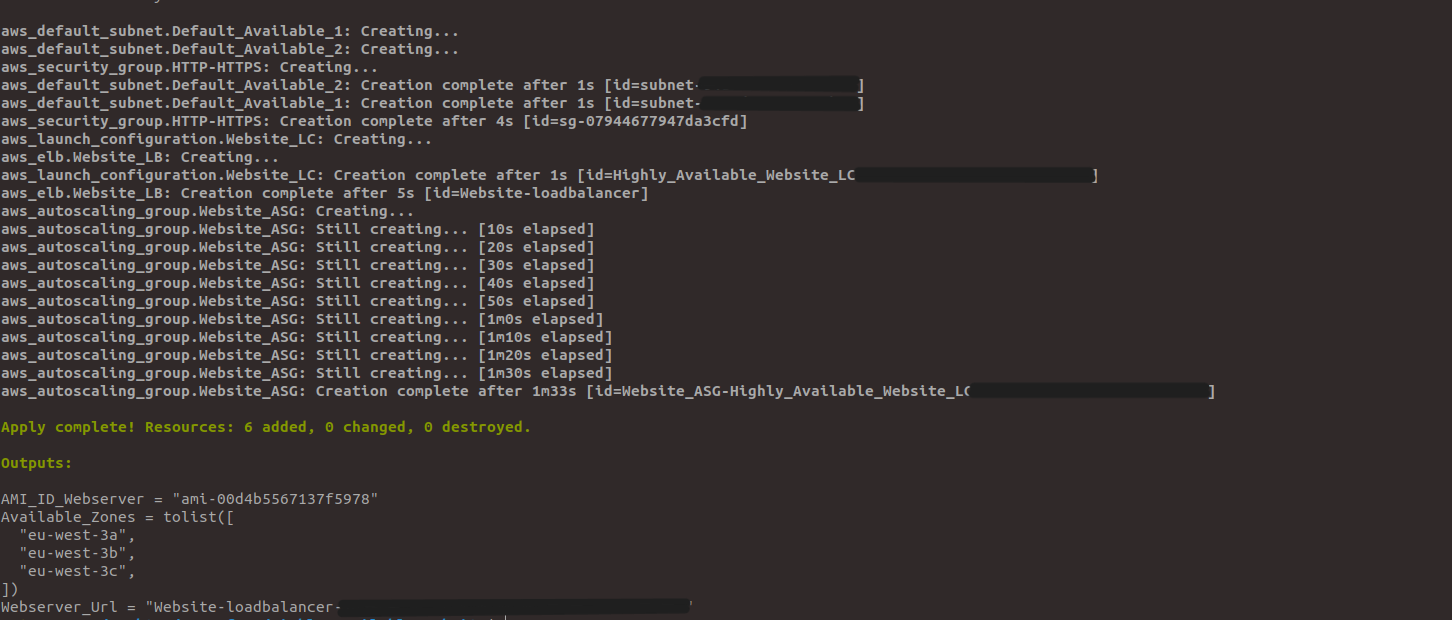 aws_default_subnet.Default_Available_1: Creating...
aws_default_subnet.Default_Available_2: Creating...
aws_security_group.HTTP-HTTPS: Creating...
aws_default_subnet.Default_Available_2: Creation complete after 1s [id=subnet- ]
aws_default_subnet.Default_Available_1: Creation complete after 1s [id=subnet- ]
aws_security_group.HTTP-HTTPS: Creation complete after 4s [id=sg-07944677947da3cfd]
aws_launch_configuration.Website_LC: Creating...
aws_elb.Website_LB: Creating...
aws_launch_configuration.Website_LC: Creation complete after 1s [id=Highly_Available_Website_LC ]
aws_elb.Website_LB: Creation complete after 5s [id=Website-loadbalancer]
aws_autoscaling_group.Website_ASG: Creating...
aws_autoscaling_group.Website_ASG: Still creating... [10s elapsed]
aws_autoscaling_group.Website_ASG: Still creating... [20s elapsed]
aws_autoscaling_group.Website_ASG: Still creating... [30s elapsed]
aws_autoscaling_group.Website_ASG: Still creating... [40s elapsed]
aws_autoscaling_group.Website_ASG: Still creating... [50s elapsed]
aws_autoscaling_group.Website_ASG: Still creating... [1m0s elapsed]
aws_autoscaling_group.Website_ASG: Still creating... [1m10s elapsed]
aws_autoscaling_group.Website_ASG: Still creating... [1m20s elapsed]
aws_autoscaling_group.Website_ASG: Still creating... [1m30s elapsed]
aws_autoscaling_group.Website_ASG: Creation complete after 1m33s [id=Website_ASG-Highly_Available_Website_LC ]
Apply complete! Resources: 6 added, 0 changed, 0 destroyed.
Outputs:
AMI_ID_Webserver = "ami-00d4b5567137f5978"
Available_Zones = tolist([
"eu-west-3a",
"eu-west-3b",
"eu-west-3c",
])
Webserver_Url = "Website-loadbalancer-